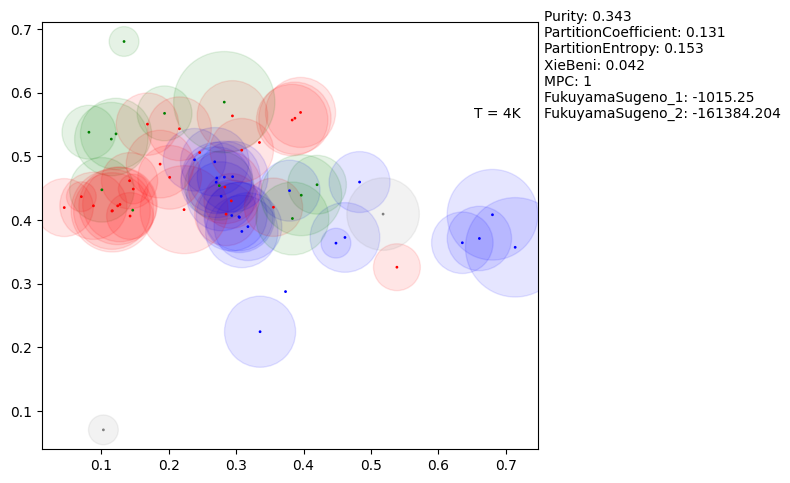 Purity: 0.343
PartitionCoefficient: 0.131
PartitionEntropy: 0.153
XieBeni: 0.042
MPC: 1
FukuyamaSugeno_1: -1015.25
FukuyamaSugeno_2: -161384.204
T = 4K
0.7
0.6
0.5
0.4
0.3
0.2
0.1
0.1 0.2 0.3 0.4 0.5 0.6 0.7